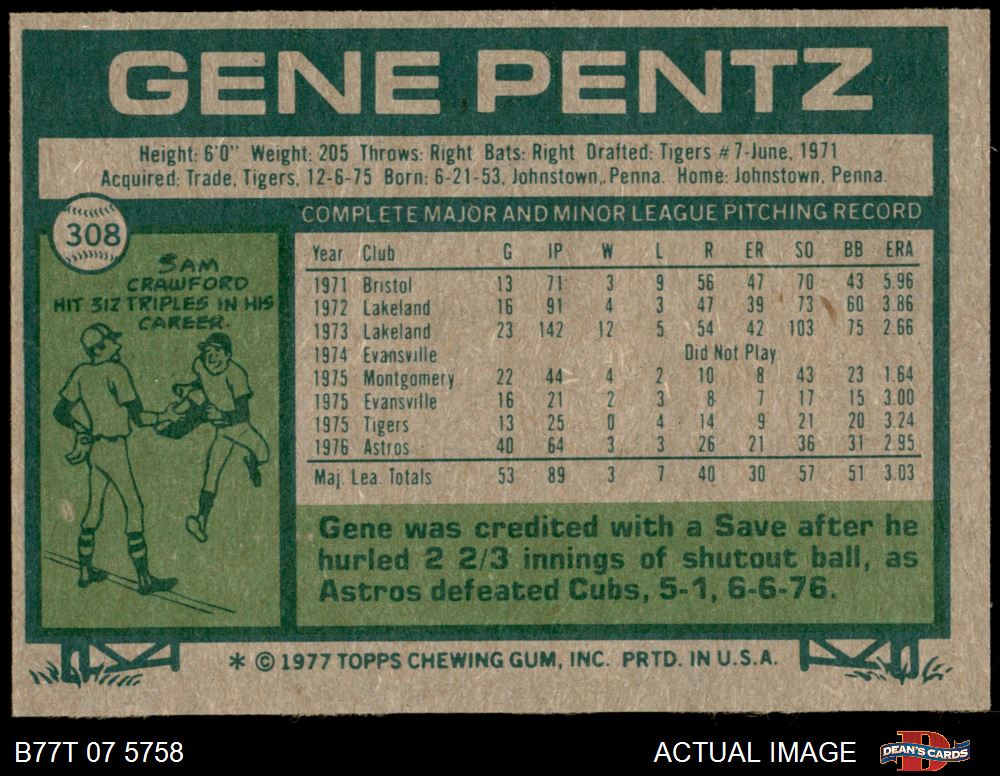 GENE PENTZ
Height: 6'0" Weight: 205 Throws: Right Bats: Right Drafted: Tigers #7-June, 1971
Acquired: Trade, Tigers, 12-6-75 Born: 6-21-53, Johnstown, Penna. Home: Johnstown, Penna.
308
COMPLETE MAJOR AND MINOR LEAGUE PITCHING RECORD
SAM
CRAWFORD
HIT 312 TRIPLES IN HIS
CAREER.
Year Club G IP W L R ER SO BB ERA
1971 Bristol 13 71 3 9 56 47 70 43 5.96
1972 Lakeland 16 91 4 3 47 39 73 60 3.86
1973 Lakeland 23 142 12 5 54 42 103 75 2.66
1974 Evansville Did Not Play
1975 Montgomery 22 44 4 2 10 8 43 23 1.64
1975 Evansville 16 21 2 3 8 7 17 15 3.00
1975 Tigers 13 25 0 4 14 9 21 20 3.24
1976 Astros 40 64 3 3 26 21 36 31 2.95
Maj. Lea. Totals 53 89 3 7 40 30 57 51 3.03
Gene was credited with a Save after he
hurled 2 2/3 innings of shutout ball, as
Astros defeated Cubs, 5-1, 6-6-76.
* © 1977 TOPPS CHEWING GUM, INC. PRTD. IN U.S.A.
B77T 07 5758
ACTUAL IMAGE
D
DEAN'S CARDS